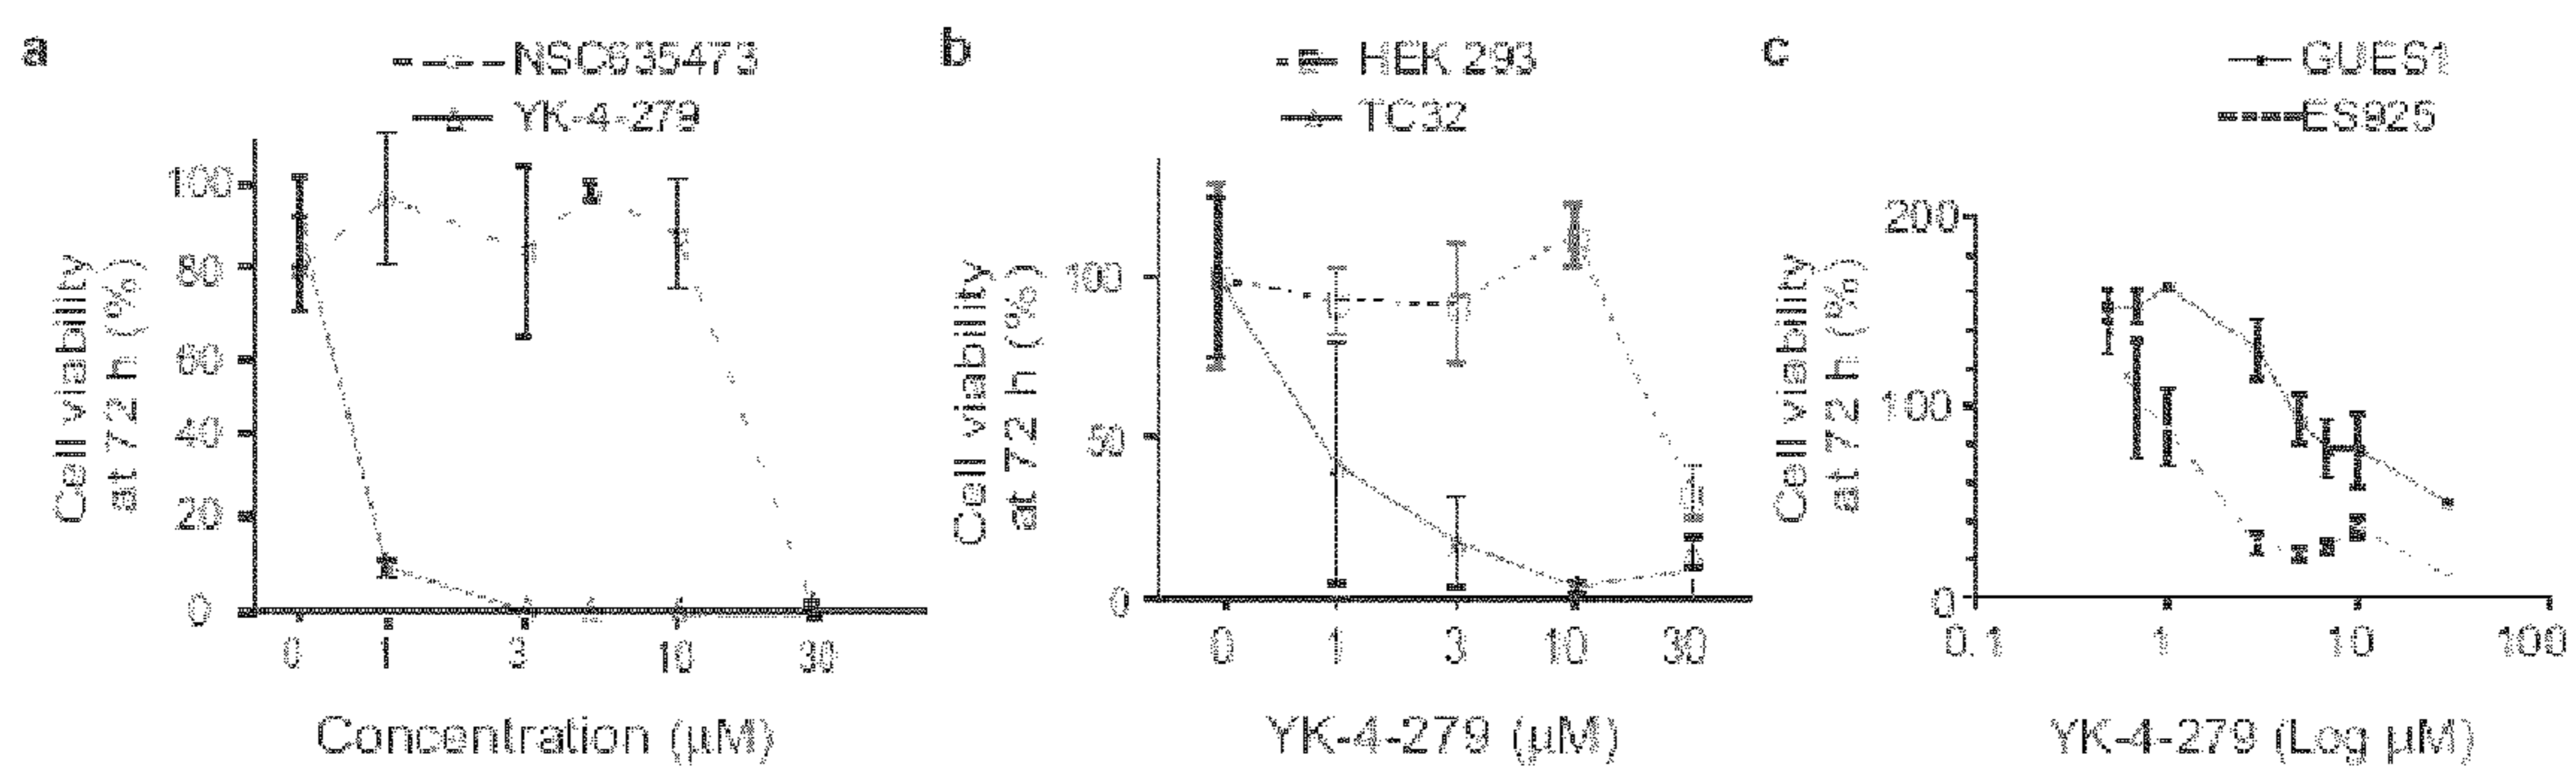 a
NSC635473
YK-4-279
Cell viability
at 72 h (%)
100
80
60
40
20
0
0 1 3 10 30
Concentration (µM)
b
HEK 293
TC32
Cell viability
at 72 h (%)
100
50
0
0 1 3 10 30
YK-4-279 (µM)
c
GUES1
ES925
Cell viability
at 72 h (%)
200
100
0
0.1 1 10 100
YK-4-279 (Log µM)